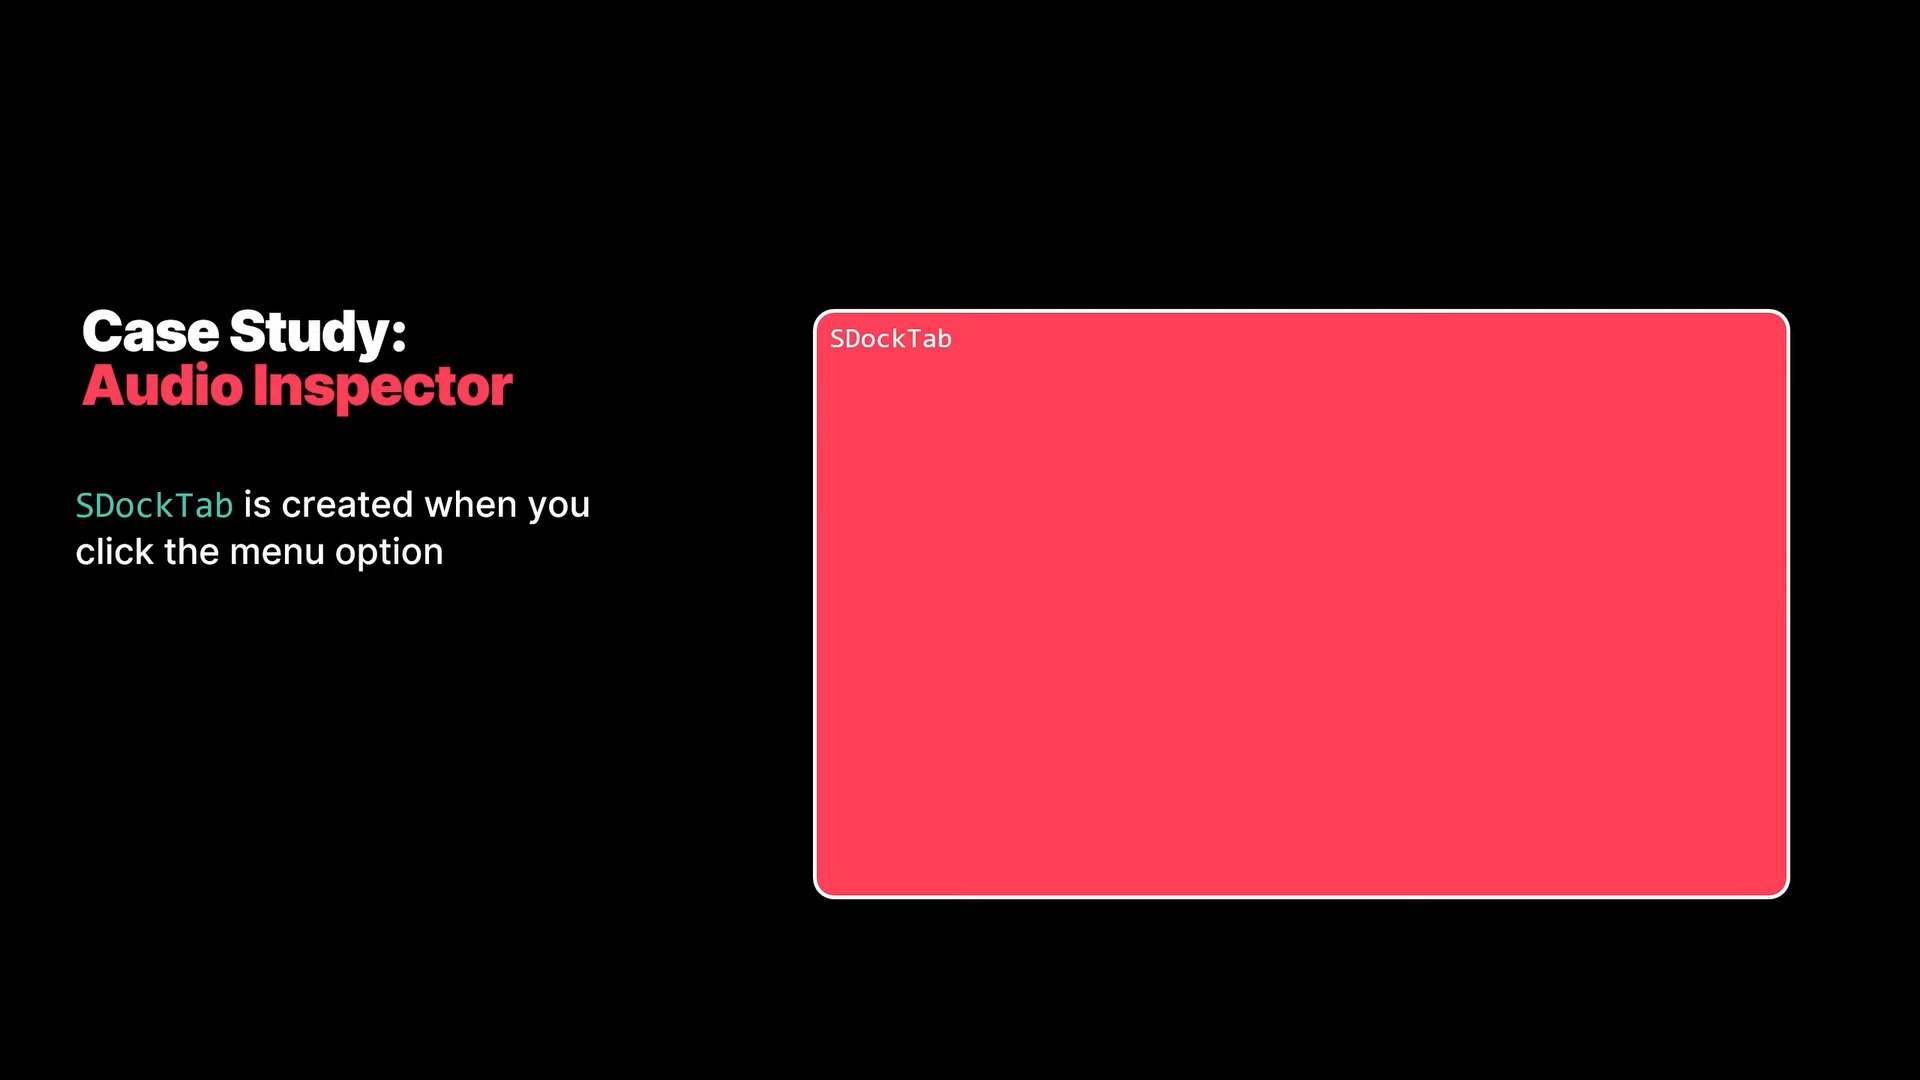 Case Study:
Audio Inspector
SDockTab is created when you
click the menu option
SDockTab